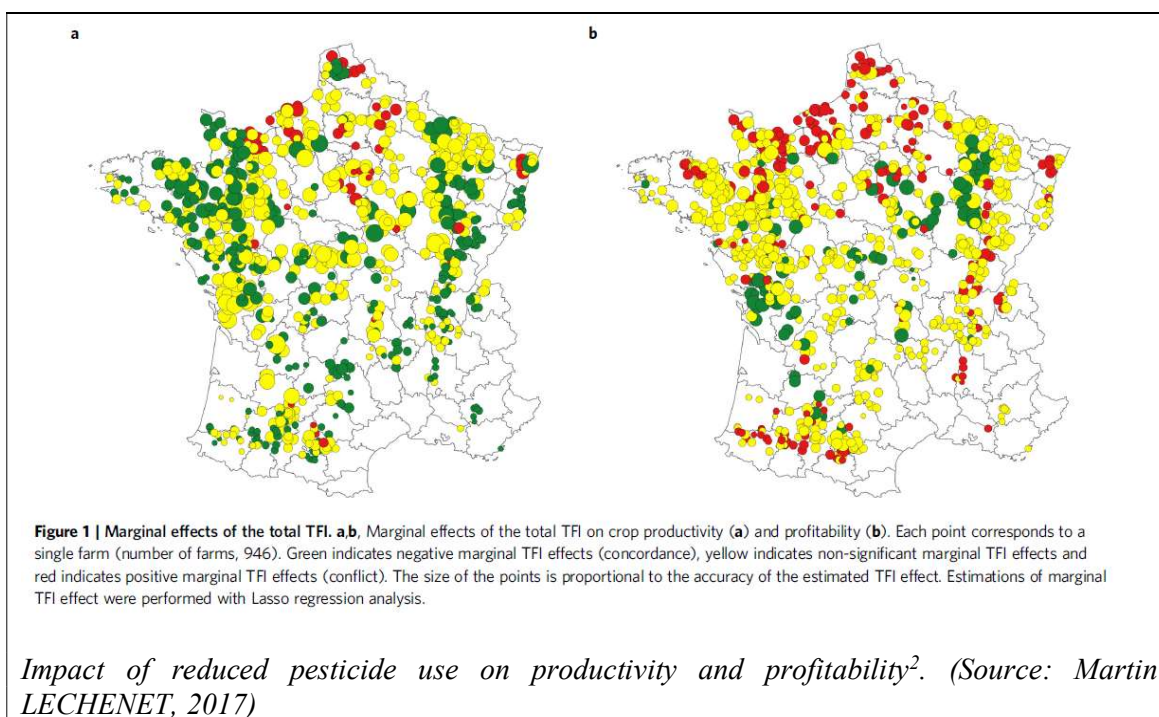 a
b
Figure 1 | Marginal effects of the total TFI. a,b, Marginal effects of the total TFI on crop productivity (a) and profitability (b). Each point corresponds to a
single farm (number of farms, 946). Green indicates negative marginal TFI effects (concordance), yellow indicates non-significant marginal TFI effects and
red indicates positive marginal TFI effects (conflict). The size of the points is proportional to the accuracy of the estimated TFI effect. Estimations of marginal
TFI effect were performed with Lasso regression analysis.
Impact of reduced pesticide use on productivity and profitability². (Source: Martin
LECHENET, 2017)